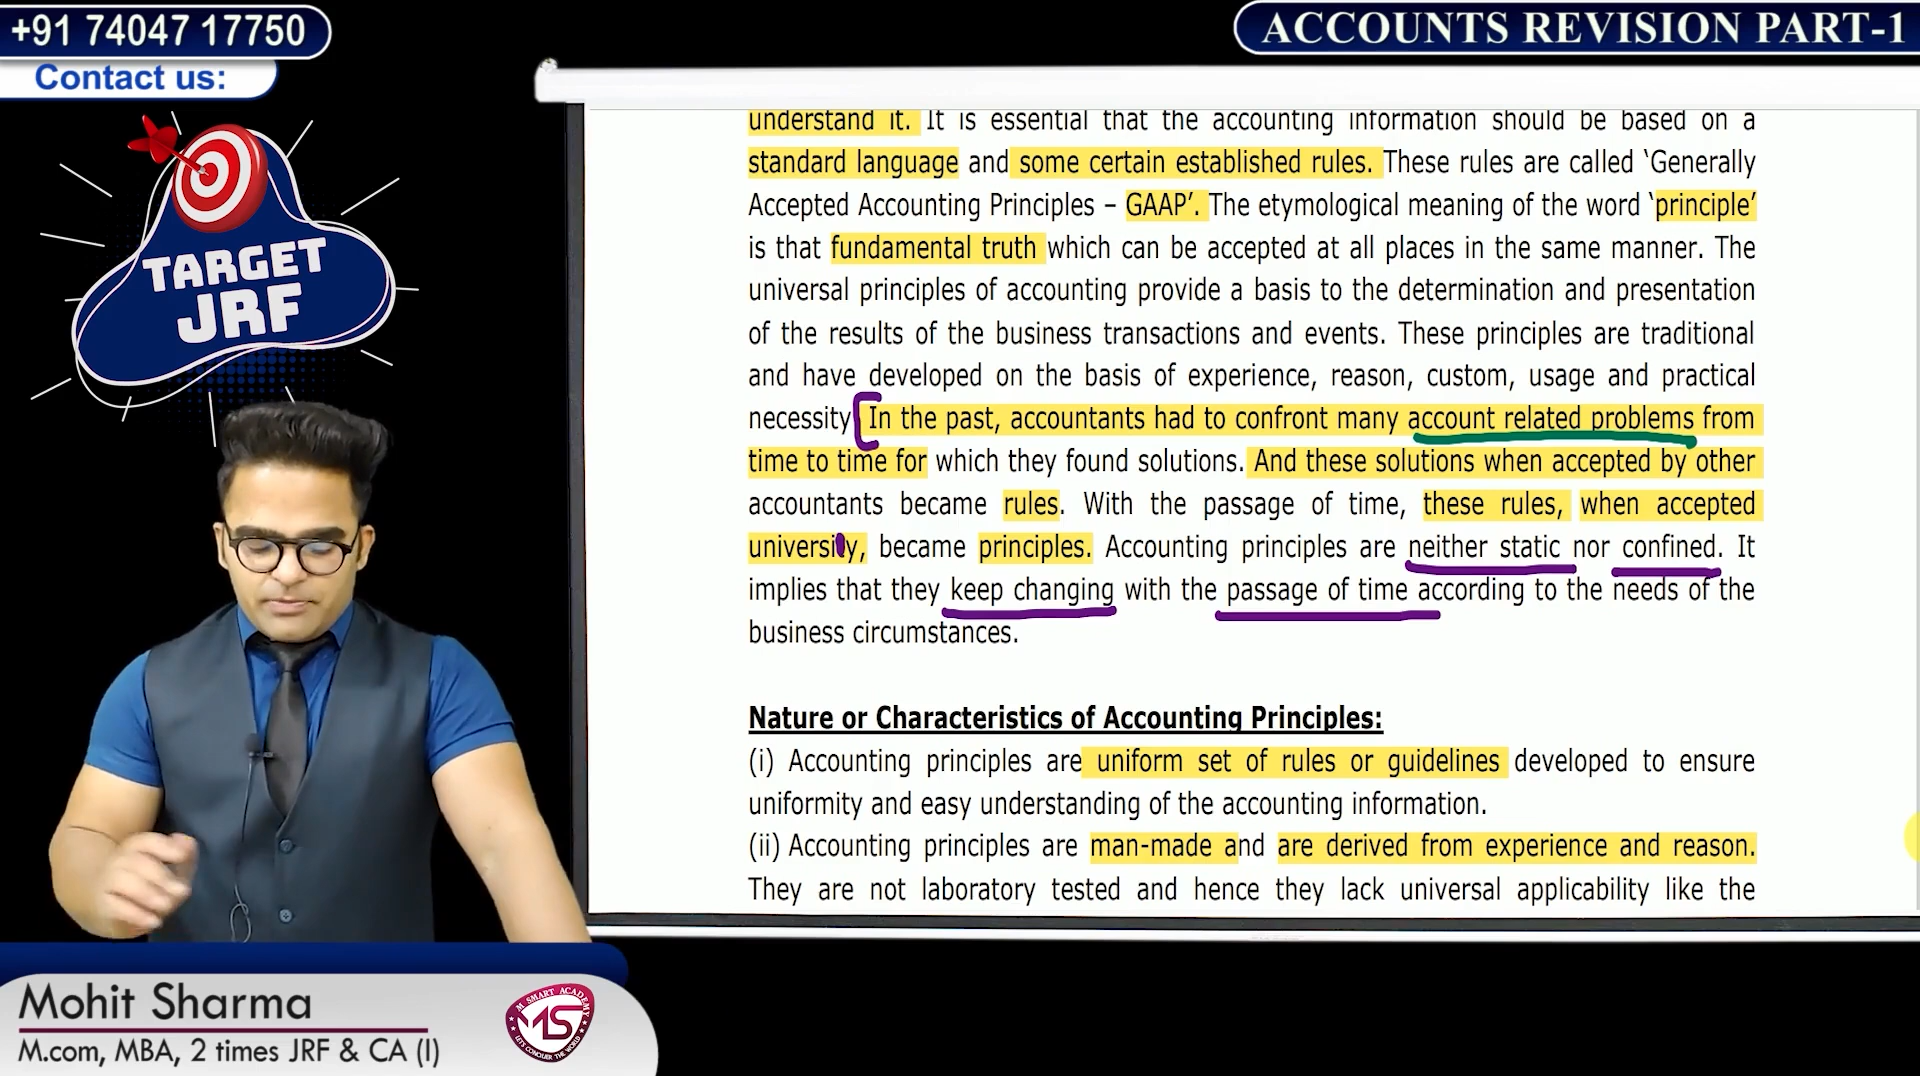 +91 74047 17750
Contact us:
ACCOUNTS REVISION PART-1
TARGET
JRF
understand it. It is essential that the accounting information should be based on a
standard language and some certain established rules. These rules are called ‘Generally
Accepted Accounting Principles – GAAP’. The etymological meaning of the word ‘principle’
is that fundamental truth which can be accepted at all places in the same manner. The
universal principles of accounting provide a basis to the determination and presentation
of the results of the business transactions and events. These principles are traditional
and have developed on the basis of experience, reason, custom, usage and practical
necessity In the past, accountants had to confront many account related problems from
time to time for which they found solutions. And these solutions when accepted by other
accountants became rules. With the passage of time, these rules, when accepted
became principles. Accounting principles are neither static nor confined. It
implies that they keep changing with the passage of time according to the needs of the
business circumstances.
Nature or Characteristics of Accounting Principles:
(i) Accounting principles are uniform set of rules or guidelines developed to ensure
uniformity and easy understanding of the accounting information.
(ii) Accounting principles are man-made and are derived from experience and reason.
They are not laboratory tested and hence they lack universal applicability like the
Mohit Sharma
M.com, MBA, 2 times JRF & CA (I)
M SMART ACADEMY
MS
LETS CONQUER THE WORLD